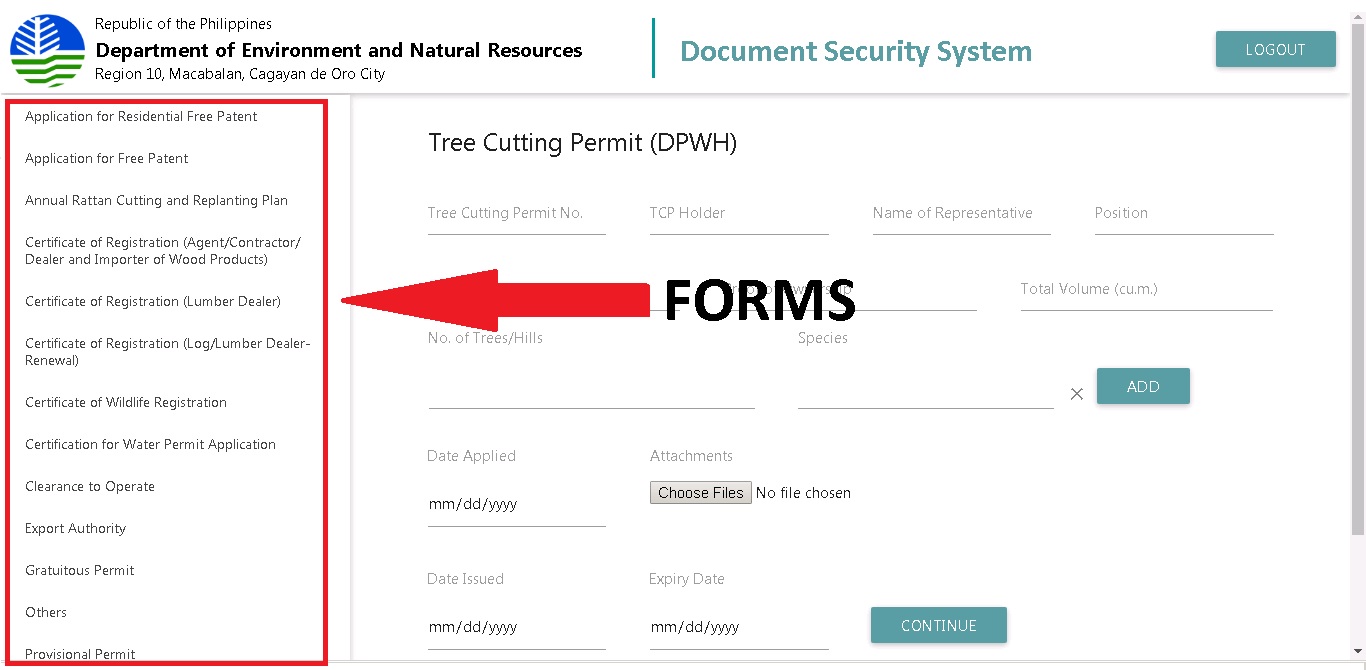 Republic of the Philippines
Department of Environment and Natural Resources
Region 10, Macabalan, Cagayan de Oro City
Document Security System
LOGOUT
Application for Residential Free Patent
Application for Free Patent
Annual Rattan Cutting and Replanting Plan
Certificate of Registration (Agent/Contractor/
Dealer and Importer of Wood Products)
Certificate of Registration (Lumber Dealer)
Certificate of Registration (Log/Lumber Dealer-
Renewal)
Certificate of Wildlife Registration
Certification for Water Permit Application
Clearance to Operate
Export Authority
Gratuitous Permit
Others
Provisional Permit
FORMS
Tree Cutting Permit (DPWH)
Tree Cutting Permit No.
TCP Holder
Name of Representative
Position
Total Volume (cu.m.)
No. of Trees/Hills
Species
ADD
Date Applied
Attachments
mm/dd/yyyy
Choose Files No file chosen
Date Issued
Expiry Date
mm/dd/yyyy
mm/dd/yyyy
CONTINUE